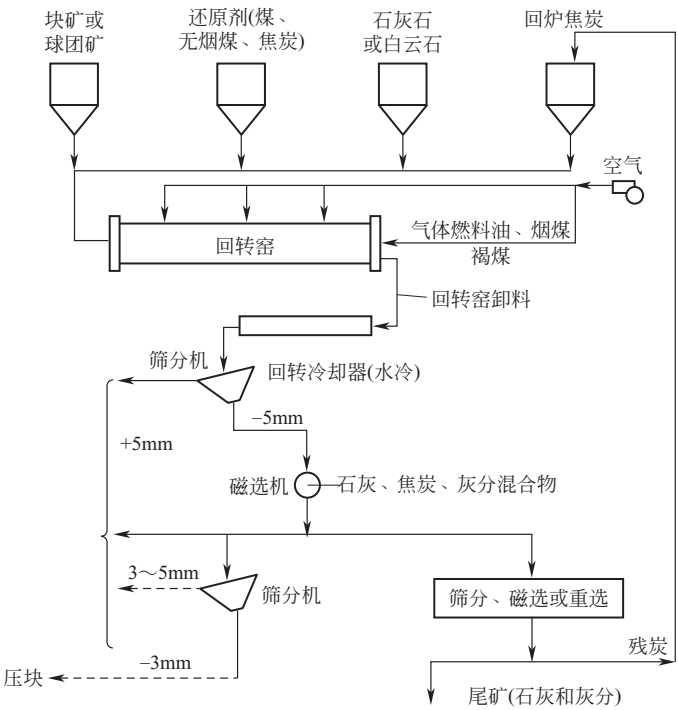 块矿或
球团矿
还原剂(煤、
无烟煤、焦炭)
石灰石
或白云石
回炉焦炭
空气
气体燃料油、烟煤
褐煤
回转窑
回转窑卸料
筛分机
回转冷却器(水冷)
−5mm
+5mm
磁选机
石灰、焦炭、灰分混合物
3～5mm
筛分机
筛分、磁选或重选
−3mm
残炭
压块
尾矿(石灰和灰分)